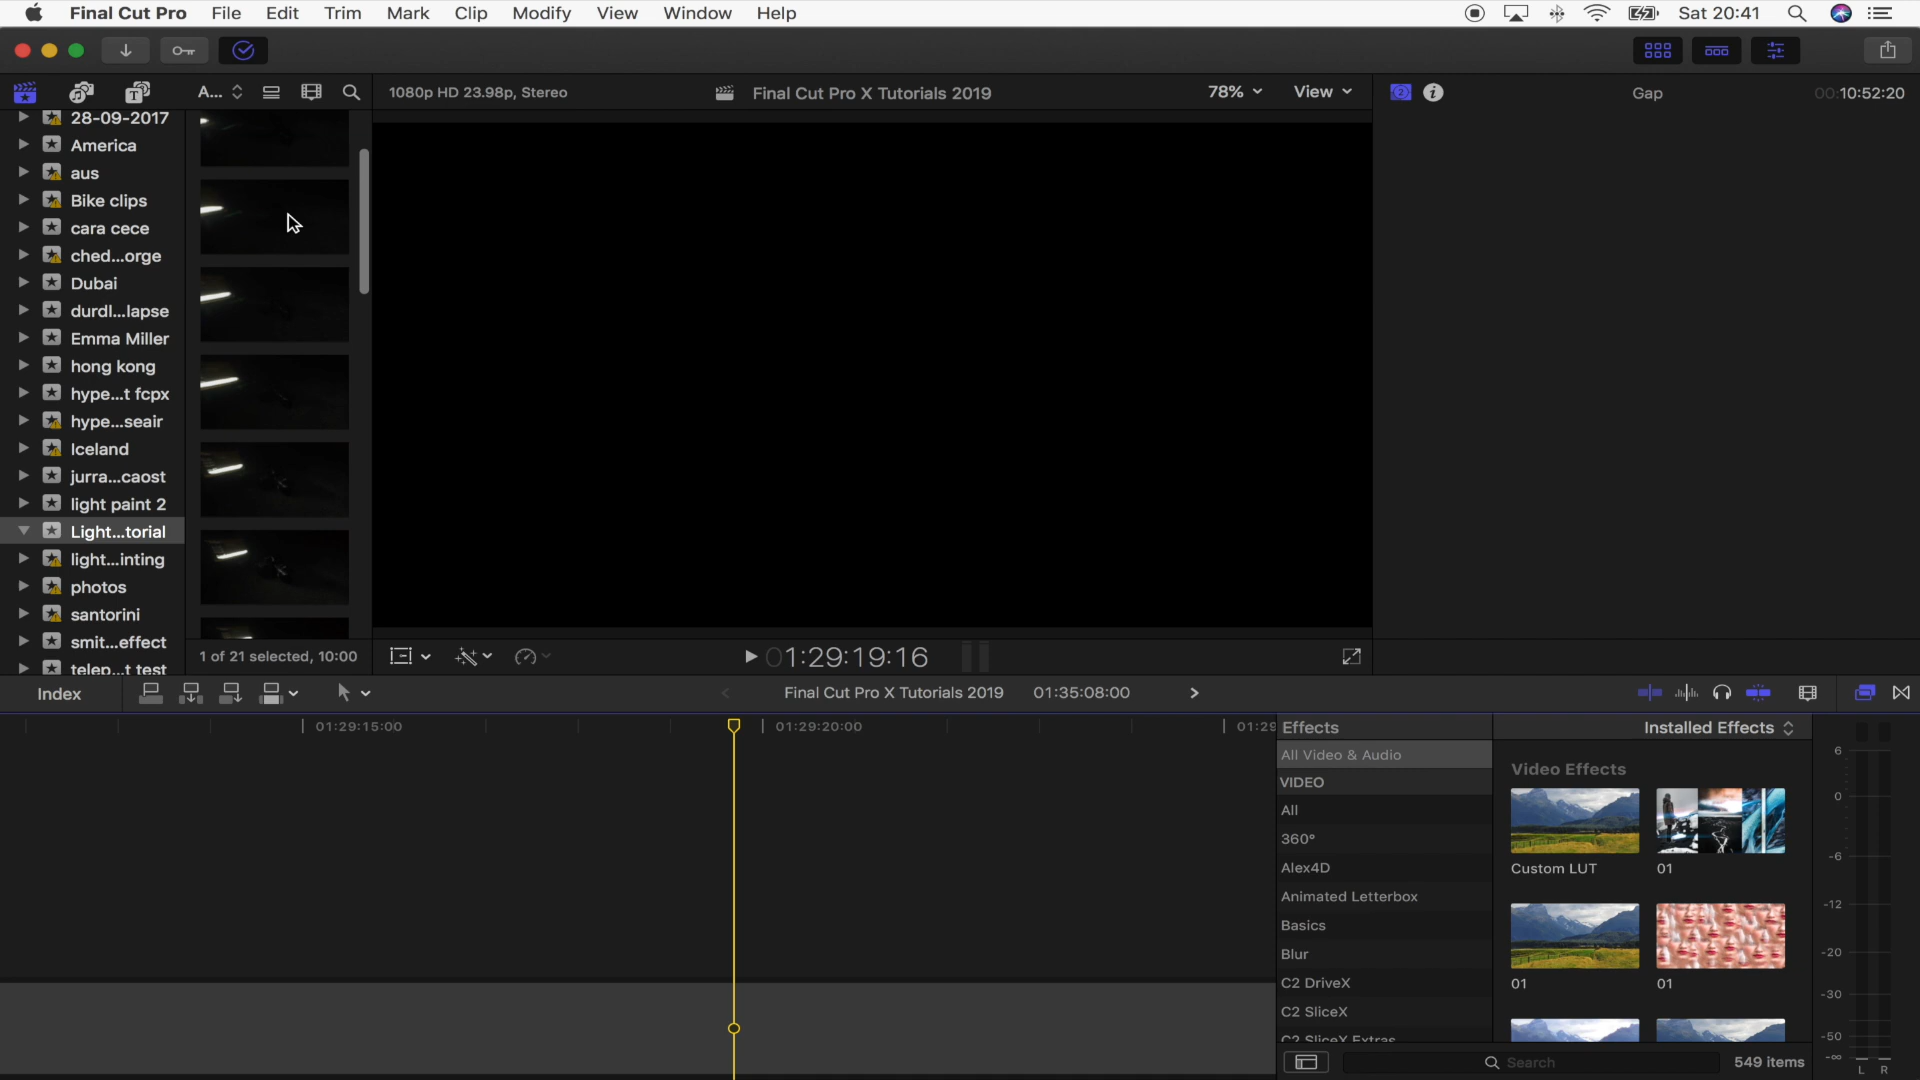 Final Cut Pro File Edit Trim Mark Clip Modify View Window Help Sat 20:41
A...
1080p HD 23.98p, Stereo
Final Cut Pro X Tutorials 2019
78%
View
Gap
00:10:52:20
28-09-2017
America
aus
Bike clips
cara cece
ched...orge
Dubai
durdl...lapse
Emma Miller
hong kong
hype...t fcpx
hype...seair
Iceland
jurra...caost
light paint 2
Light...torial
light...inting
photos
santorini
smit...effect
telep...t test
1 of 21 selected, 10:00
01:29:19:16
Index
Final Cut Pro X Tutorials 2019 01:35:08:00
01:29:15:00
01:29:20:00
01:29
Effects
Installed Effects
All Video & Audio
VIDEO
All
360°
Alex4D
Animated Letterbox
Basics
Blur
C2 DriveX
C2 SliceX
C2 SliceX Extras
Video Effects
Custom LUT
01
01
01
Search
549 items
6
0
-6
-12
-20
-30
-50
-∞
L R